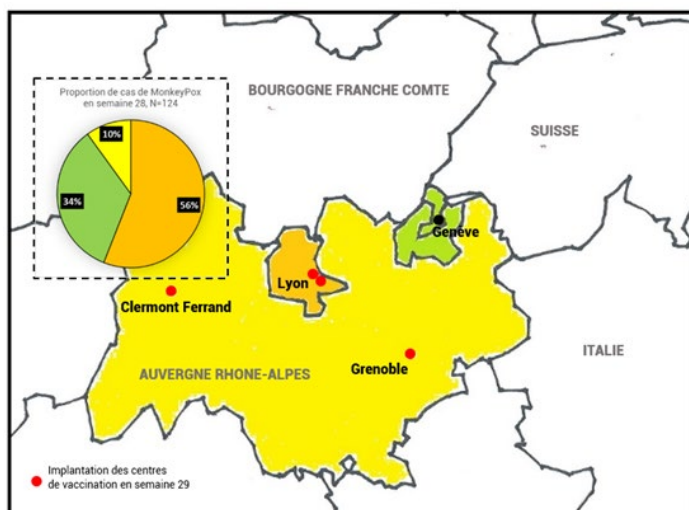 BOURGOGNE FRANCHE COMTE
Proportion de cas de MonkeyPox
en semaine 28, N=124
10%
34%
56%
SUISSE
Genève
Lyon
Clermont Ferrand
Grenoble
ITALIE
AUVERGNE RHONE-ALPES
Implantation des centres
de vaccination en semaine 29